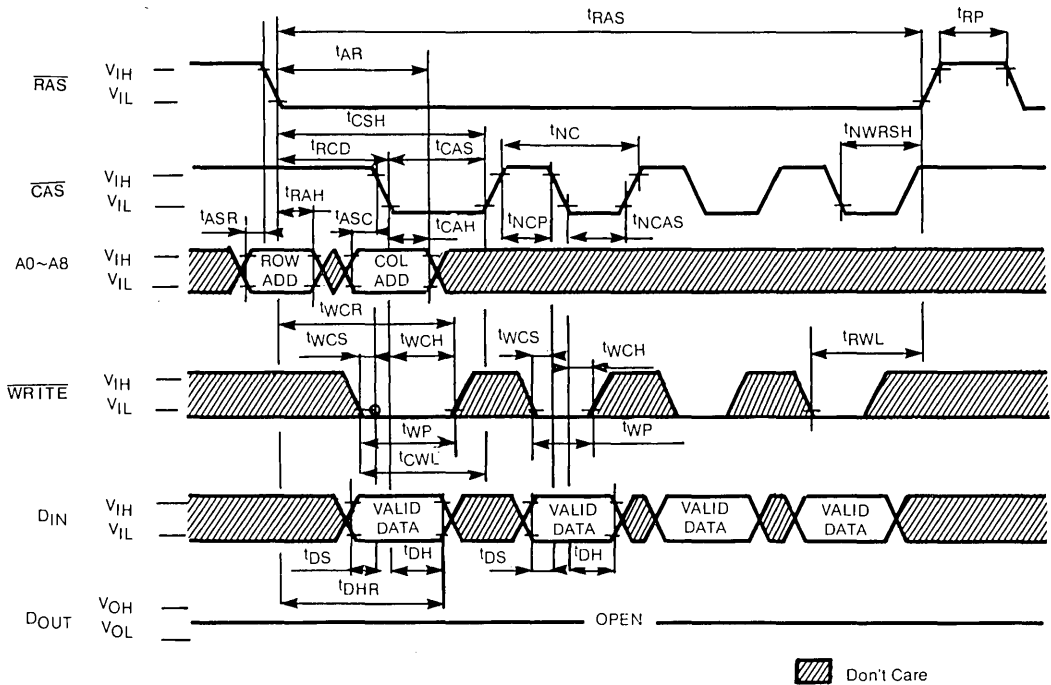 tRAS
tRP
tAR
RAS
VIH
VIL
tCSH
tRCD
tCAS
tNC
tNWRSH
CAS
VIH
VIL
tRAH
tASR
tASC
tCAH
tNCP
tNCAS
A0~A8
VIH
VIL
ROW
ADD
COL
ADD
tWCR
tWCS
tWCH
tWCS
tWCH
tRWL
WRITE
VIH
VIL
tWP
tWP
tCWL
DIN
VIH
VIL
VALID
DATA
VALID
DATA
VALID
DATA
VALID
DATA
tDS
tDH
tDS
tDH
tDHR
DOUT
VOH
VOL
OPEN
Don't Care